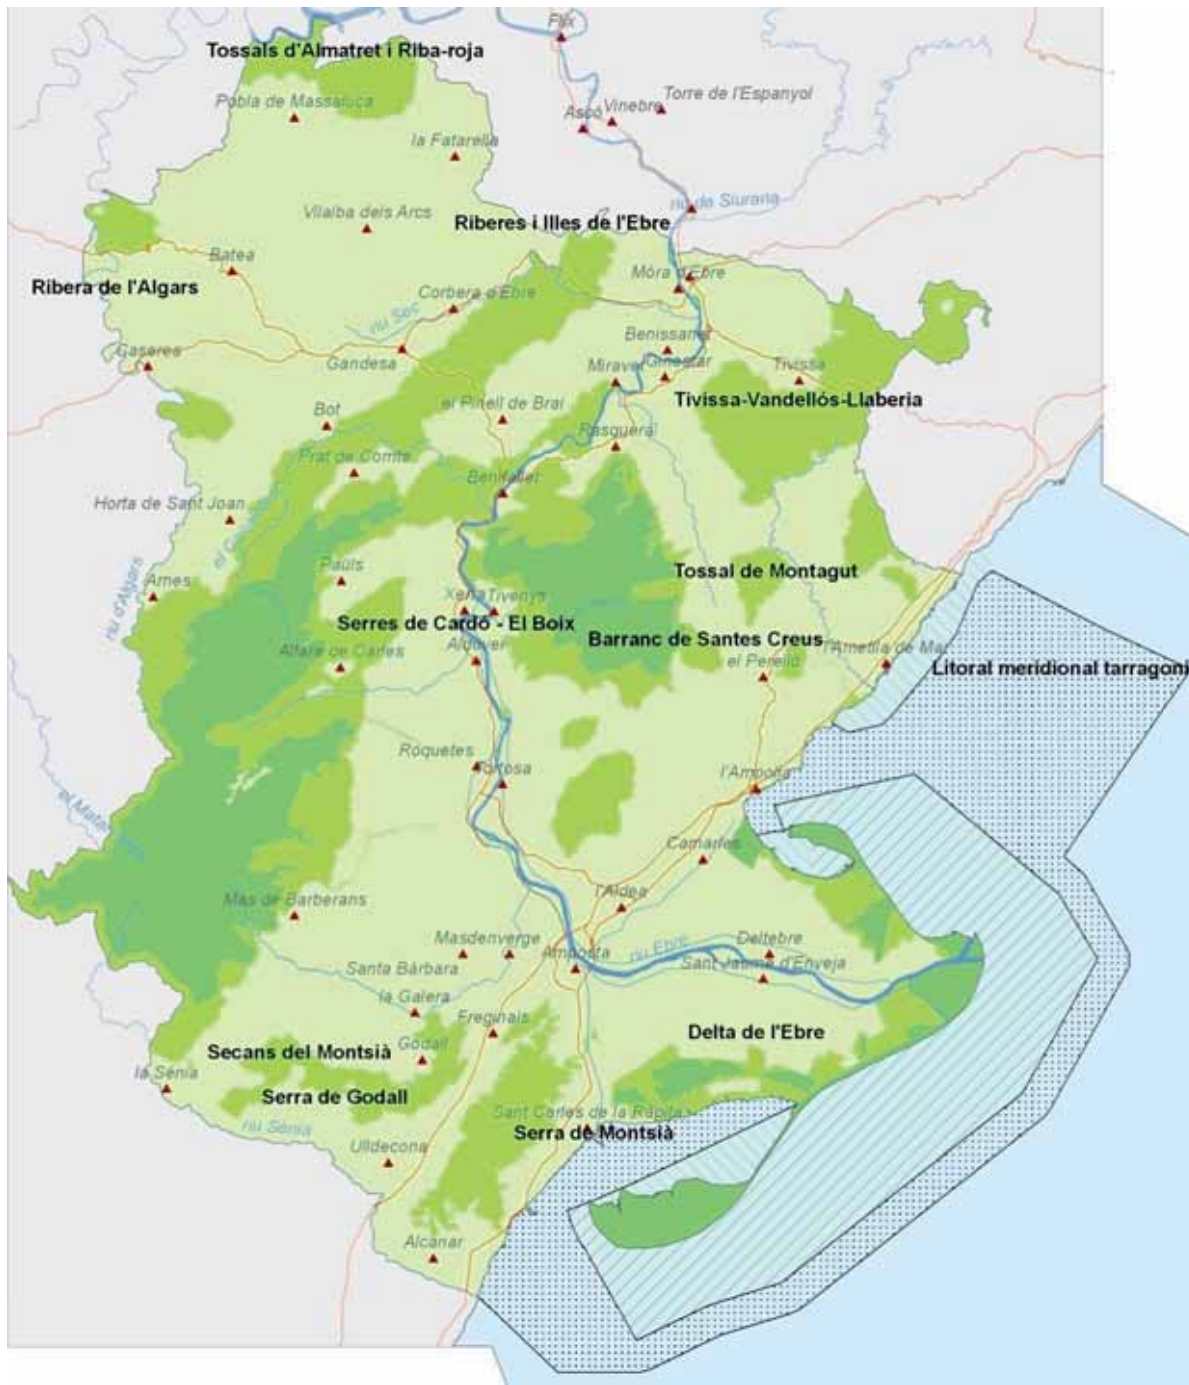 Flix
Tossals d'Almatret i Riba-roja
Pobla de Massaluca
Torre de l'Espanyol
Vinebre
Ascó
la Fatarella
riu de Siurana
Vilalba dels Arcs
Riberes i Illes de l'Ebre
Batea
Móra d'Ebre
Ribera de l'Algars
Corbera d'Ebre
riu Sec
Benissanet
Caseres
Gandesa
Miravet
Ginestar
Tivissa
Tivissa-Vandellós-Llaberia
Bot
el Pinell de Brai
Rasquera
Prat de Comte
Benifallet
Horta de Sant Joan
Arnes
riu d'Algars
Paüls
Tossal de Montagut
Xerta
Tivenys
Serres de Cardó - El Boix
Barranc de Santes Creus
l'Ametlla de Mar
Aldover
Alfara de Carles
el Perelló
Litoral meridional tarragoní
Roquetes
Tortosa
l'Ampolla
Camarles
l'Aldea
Mas de Barberans
Masdenverge
riu Ebre
Deltebre
Santa Bàrbara
Amposta
Sant Jaume d'Enveja
la Galera
Freginals
Delta de l'Ebre
Secans del Montsià
Godall
la Sénia
Serra de Godall
Sant Carles de la Ràpita
riu Sénia
Serra de Montsià
Ulldecona
Alcanar